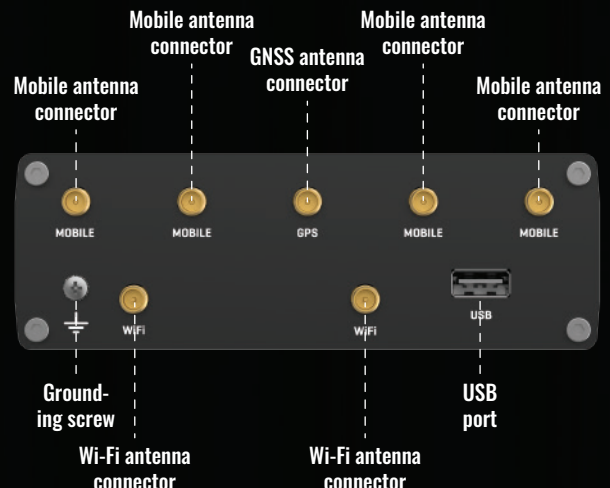 Mobile antenna
connector
Mobile antenna
connector
GNSS antenna
connector
Mobile antenna
connector
Mobile antenna
connector
MOBILE
MOBILE
GPS
MOBILE
MOBILE
WiFi
WiFi
USB
Ground-
ing screw
USB
port
Wi-Fi antenna
connector
Wi-Fi antenna
connector